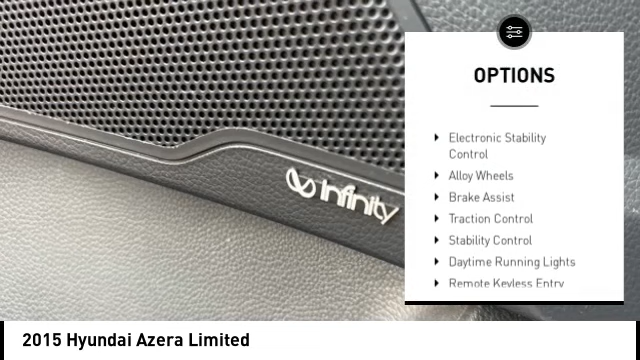 OPTIONS
Electronic Stability
Control
Alloy Wheels
Brake Assist
Traction Control
Stability Control
Daytime Running Lights
Remote Keyless Entry
Infinity
2015 Hyundai Azera Limited